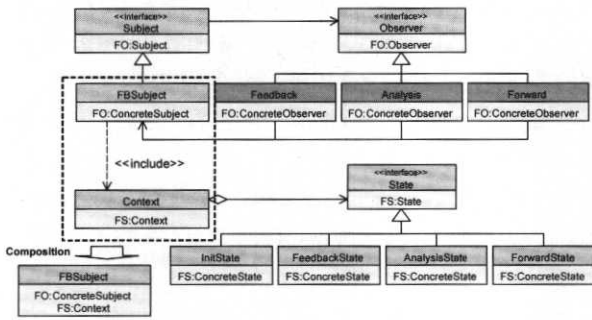 <<interface>>
Subject
FO:Subject
<<interface>>
Observer
FO:Observer
FBSubject
FO:ConcreteSubject
Feedback
FO:ConcreteObserver
Analysis
FO:ConcreteObserver
Forward
FO:ConcreteObserver
<<include>>
Context
FS:Context
<<interface>>
State
FS:State
Composition
FBSubject
FO:ConcreteSubject
FS:Context
InitState
FS:ConcreteState
FeedbackState
FS:ConcreteState
AnalysisState
FS:ConcreteState
ForwardState
FS:ConcreteState